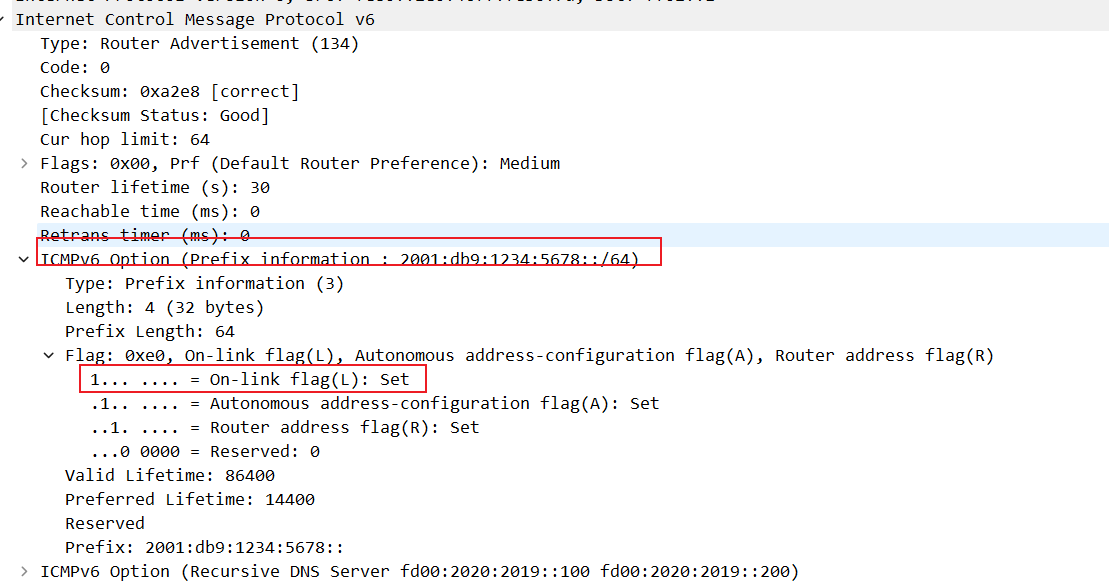 Internet Control Message Protocol v6
Type: Router Advertisement (134)
Code: 0
Checksum: 0xa2e8 [correct]
[Checksum Status: Good]
Cur hop limit: 64
Flags: 0x00, Prf (Default Router Preference): Medium
Router lifetime (s): 30
Reachable time (ms): 0
Retrans timer (ms): 0
ICMPv6 Option (Prefix information : 2001:db9:1234:5678::/64)
Type: Prefix information (3)
Length: 4 (32 bytes)
Prefix Length: 64
Flag: 0xe0, On-link flag(L), Autonomous address-configuration flag(A), Router address flag(R)
1... .... = On-link flag(L): Set
.1.. .... = Autonomous address-configuration flag(A): Set
..1. .... = Router address flag(R): Set
...0 0000 = Reserved: 0
Valid Lifetime: 86400
Preferred Lifetime: 14400
Reserved
Prefix: 2001:db9:1234:5678::
ICMPv6 Option (Recursive DNS Server fd00:2020:2019::100 fd00:2020:2019::200)